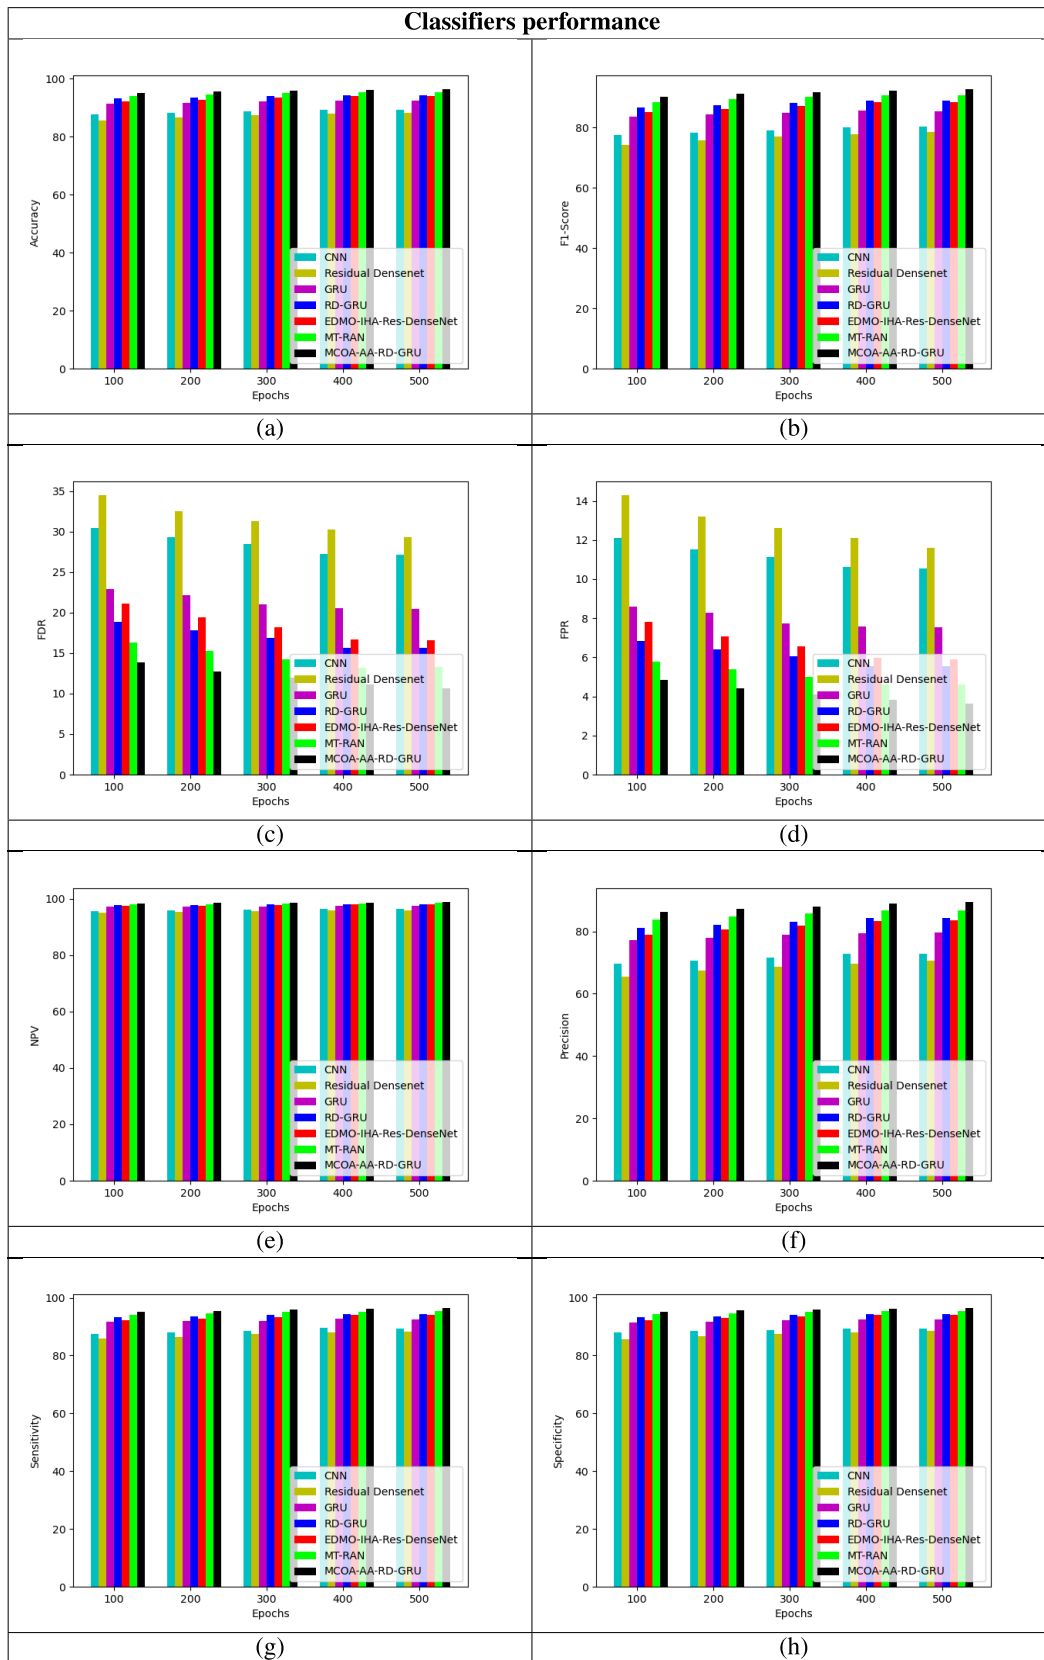 Classifiers performance
100
80
60
40
20
0
Accuracy
CNN
Residual Densenet
GRU
RD-GRU
EDMO-IHA-Res-DenseNet
MT-RAN
MCOA-AA-RD-GRU
100 200 300 400 500
Epochs
(a)
80
60
40
20
0
F1-Score
CNN
Residual Densenet
GRU
RD-GRU
EDMO-IHA-Res-DenseNet
MT-RAN
MCOA-AA-RD-GRU
100 200 300 400 500
Epochs
(b)
35
30
25
20
15
10
5
0
FDR
CNN
Residual Densenet
GRU
RD-GRU
EDMO-IHA-Res-DenseNet
MT-RAN
MCOA-AA-RD-GRU
100 200 300 400 500
Epochs
(c)
14
12
10
8
6
4
2
0
FPR
CNN
Residual Densenet
GRU
RD-GRU
EDMO-IHA-Res-DenseNet
MT-RAN
MCOA-AA-RD-GRU
100 200 300 400 500
Epochs
(d)
100
80
60
40
20
0
NPV
CNN
Residual Densenet
GRU
RD-GRU
EDMO-IHA-Res-DenseNet
MT-RAN
MCOA-AA-RD-GRU
100 200 300 400 500
Epochs
(e)
80
60
40
20
0
Precision
CNN
Residual Densenet
GRU
RD-GRU
EDMO-IHA-Res-DenseNet
MT-RAN
MCOA-AA-RD-GRU
100 200 300 400 500
Epochs
(f)
100
80
60
40
20
0
Sensitivity
CNN
Residual Densenet
GRU
RD-GRU
EDMO-IHA-Res-DenseNet
MT-RAN
MCOA-AA-RD-GRU
100 200 300 400 500
Epochs
(g)
100
80
60
40
20
0
Specificity
CNN
Residual Densenet
GRU
RD-GRU
EDMO-IHA-Res-DenseNet
MT-RAN
MCOA-AA-RD-GRU
100 200 300 400 500
Epochs
(h)